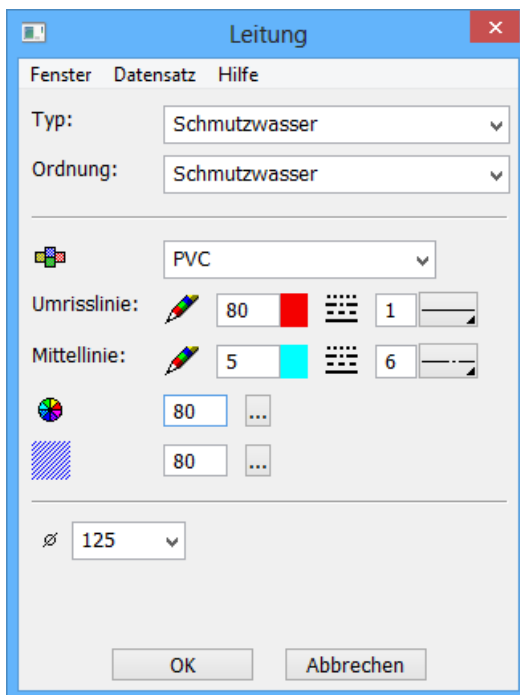 Leitung
Fenster Datensatz Hilfe
Typ: Schmutzwasser
Ordnung: Schmutzwasser
PVC
Umrisslinie: 80 1
Mittellinie: 5 6
80 ...
80 ...
ø 125
OK Abbrechen